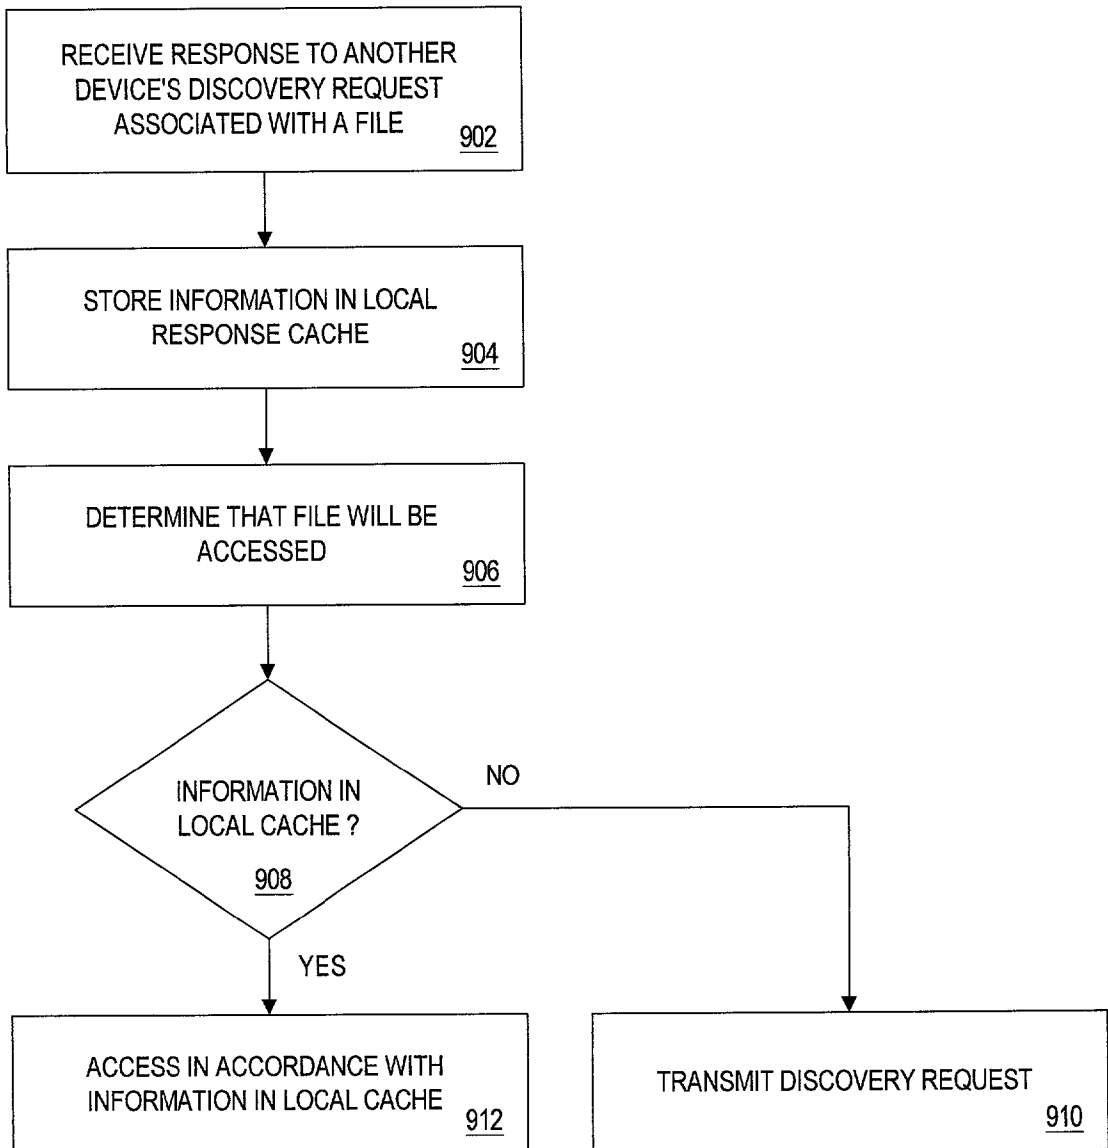 RECEIVE RESPONSE TO ANOTHER
DEVICE'S DISCOVERY REQUEST
ASSOCIATED WITH A FILE
902
STORE INFORMATION IN LOCAL
RESPONSE CACHE
904
DETERMINE THAT FILE WILL BE
ACCESSED
906
INFORMATION IN
LOCAL CACHE ?
908
NO
YES
ACCESS IN ACCORDANCE WITH
INFORMATION IN LOCAL CACHE
912
TRANSMIT DISCOVERY REQUEST
910